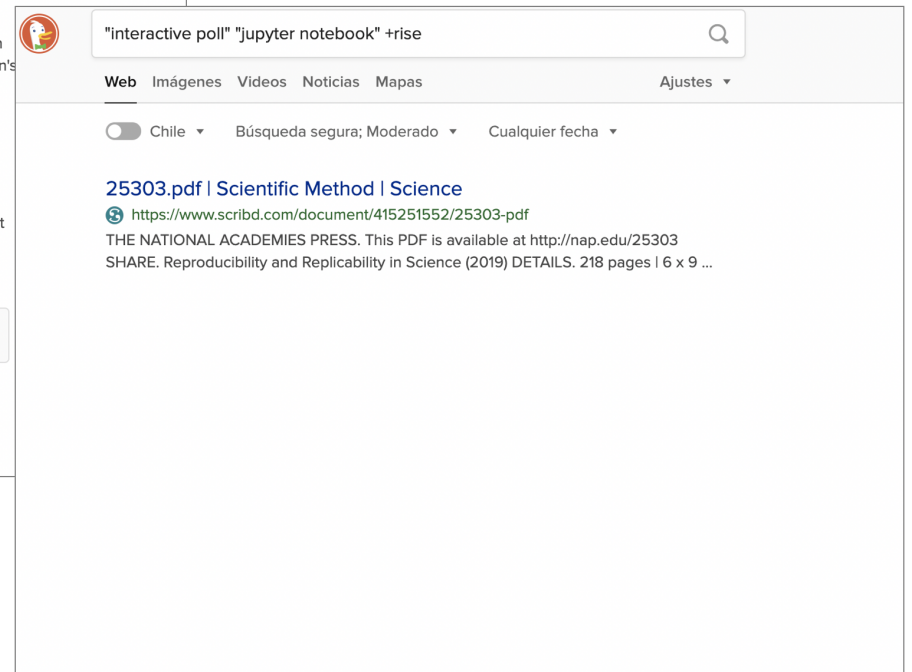 "interactive poll" "jupyter notebook" +rise
Web Imágenes Videos Noticias Mapas Ajustes
Chile Búsqueda segura; Moderado Cualquier fecha
25303.pdf | Scientific Method | Science
https://www.scribd.com/document/415251552/25303-pdf
THE NATIONAL ACADEMIES PRESS. This PDF is available at http://nap.edu/25303
SHARE. Reproducibility and Replicability in Science (2019) DETAILS. 218 pages | 6 x 9 ...
n's
t